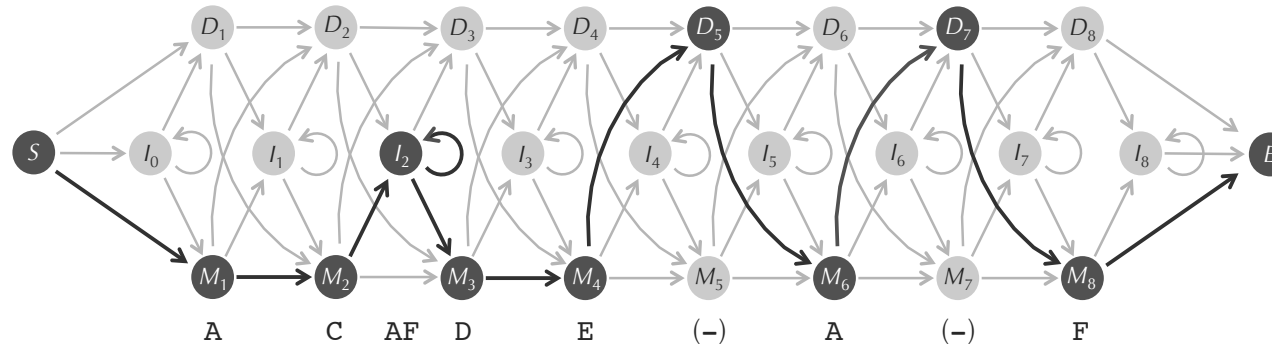 D₁ D₂ D₃ D₄ D₅ D₆ D₇ D₈
S I₀ I₁ I₂ I₃ I₄ I₅ I₆ I₇ I₈
M₁ M₂ M₃ M₄ M₅ M₆ M₇ M₈
A C AF D E (-) A (-) F